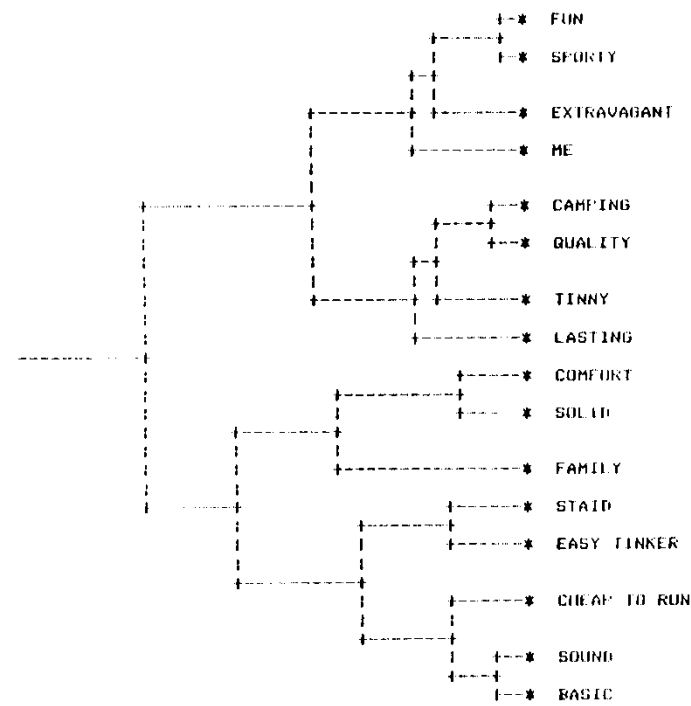 FUN
SPORTY
EXTRAVAGANT
ME
CAMPING
QUALITY
TINNY
LASTING
COMFORT
SOLID
FAMILY
STAID
EASY TINKER
CHEAP TO RUN
SOUND
BASIC